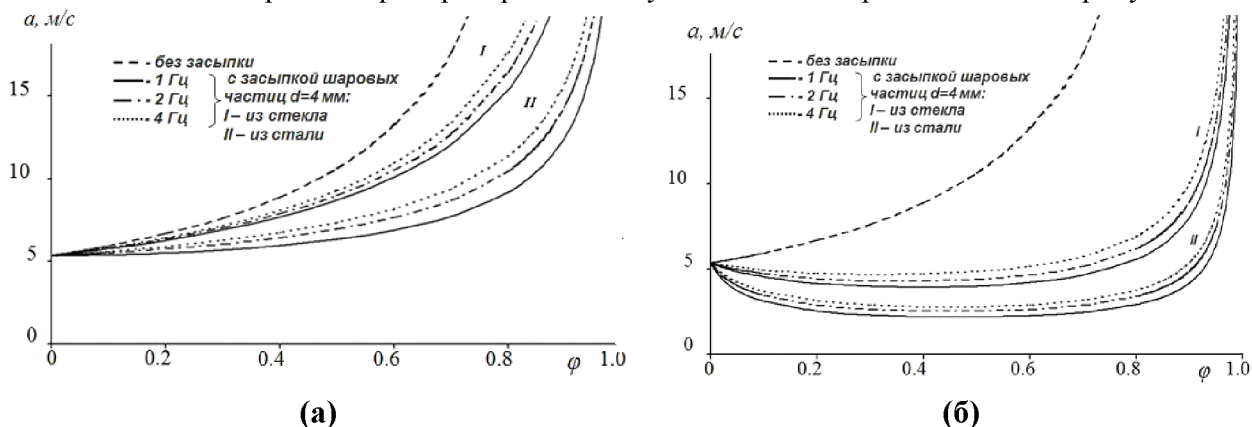 a, м/с
без засыпки
1 Гц с засыпкой шаровых
2 Гц частиц d=4 мм:
4 Гц I – из стекла
II – из стали
I
II
15
10
5
0
0 0.2 0.4 0.6 0.8 1.0
φ
(а)
a, м/с
- без засыпки
- 1 Гц с засыпкой шаровых
- 2 Гц частиц d=4 мм:
- 4 Гц I – из стекла
II – из стали
I
II
15
10
5
0
0 0.2 0.4 0.6 0.8 1.0
φ
(б)